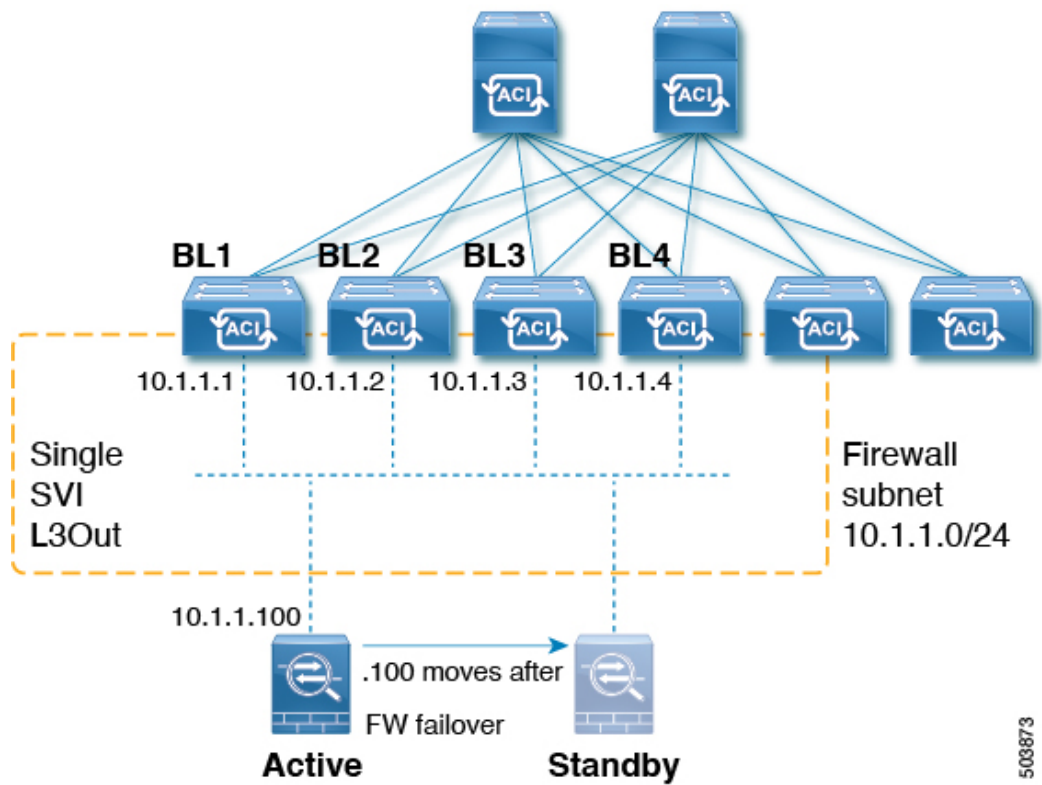 ACI
ACI
BL1
BL2
BL3
BL4
ACI
ACI
ACI
ACI
ACI
ACI
10.1.1.1
10.1.1.2
10.1.1.3
10.1.1.4
Single
SVI
L3Out
Firewall
subnet
10.1.1.0/24
10.1.1.100
.100 moves after
FW failover
Active
Standby
503873